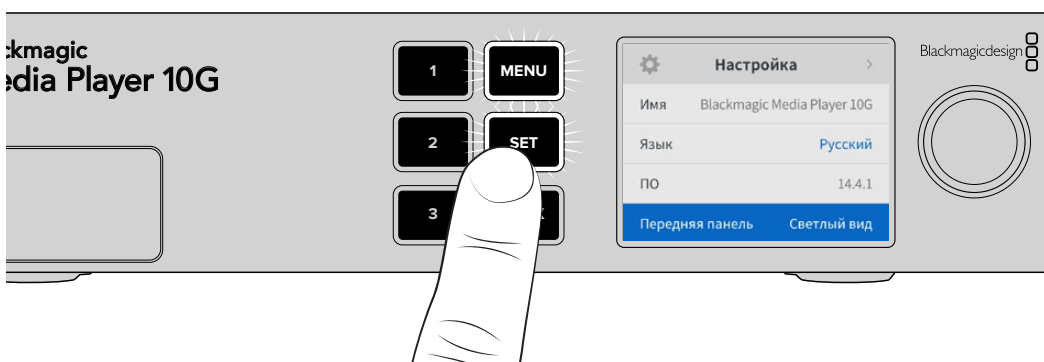 ckmagic
edia Player 10G
1
MENU
2
SET
3
Настройка
Имя Blackmagic Media Player 10G
Язык Русский
ПО 14.4.1
Передняя панель Светлый вид
Blackmagicdesign